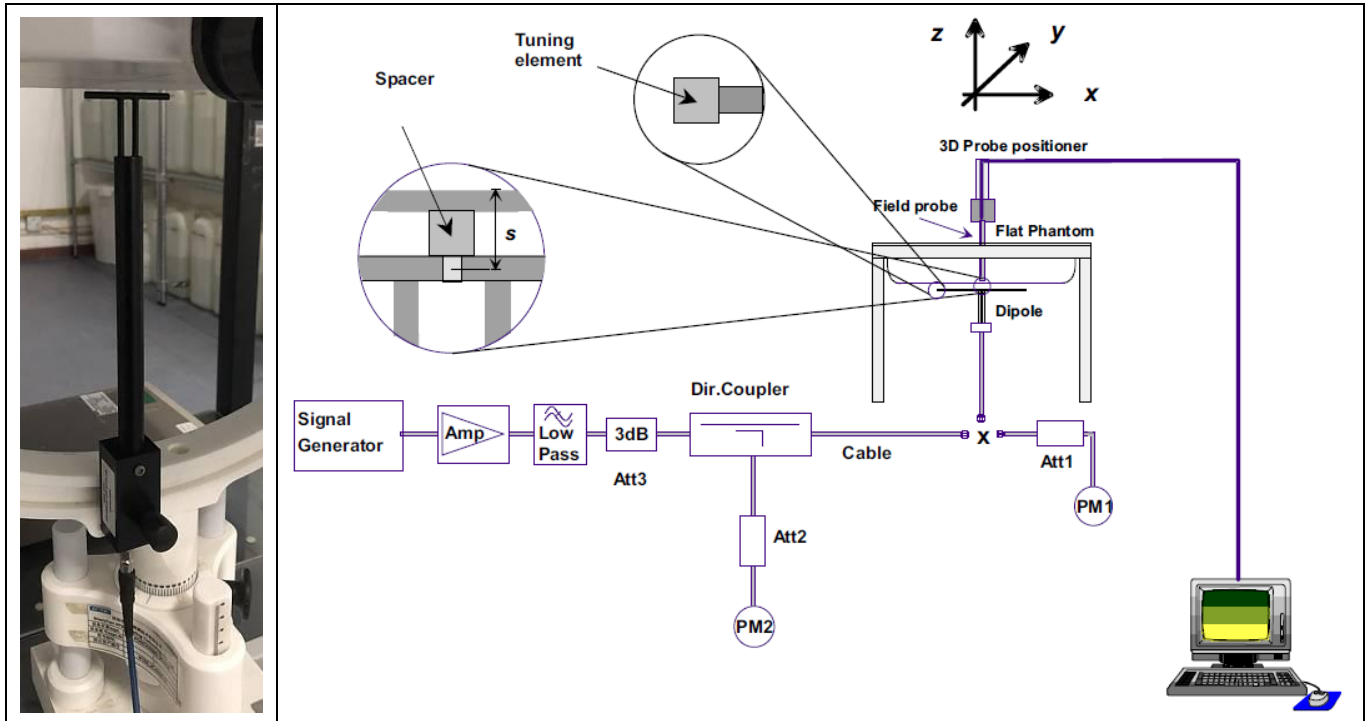 Tuning
element
Spacer
s
z
y
x
3D Probe positioner
Field probe
Flat Phantom
Dipole
Dir.Coupler
Signal
Generator
Amp
Low
Pass
3dB
Att3
Cable
x
Att1
PM1
Att2
PM2